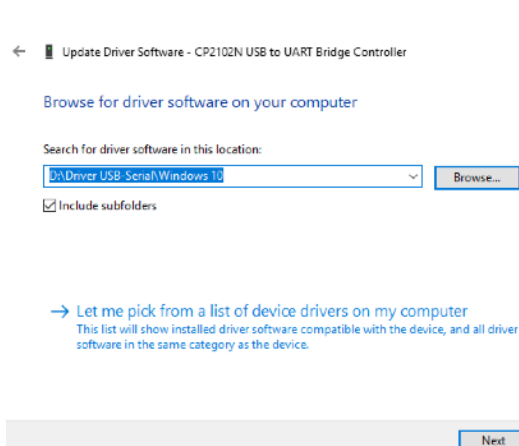 Update Driver Software - CP2102N USB to UART Bridge Controller
Browse for driver software on your computer
Search for driver software in this location:
D:\Driver USB-Serial\Windows 10
Browse...
Include subfolders
Let me pick from a list of device drivers on my computer
This list will show installed driver software compatible with the device, and all driver
software in the same category as the device.
Next